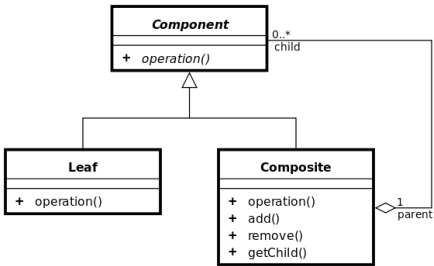 Component
+ operation()
0..*
child
Leaf
+ operation()
Composite
+ operation()
+ add()
+ remove()
+ getChild()
1
parent